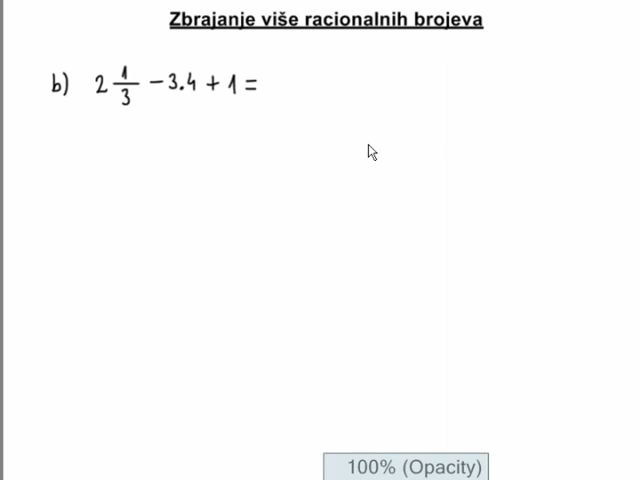 Zbrajanje više racionalnih brojeva
b) 2 1/3 − 3.4 + 1 =
100% (Opacity)